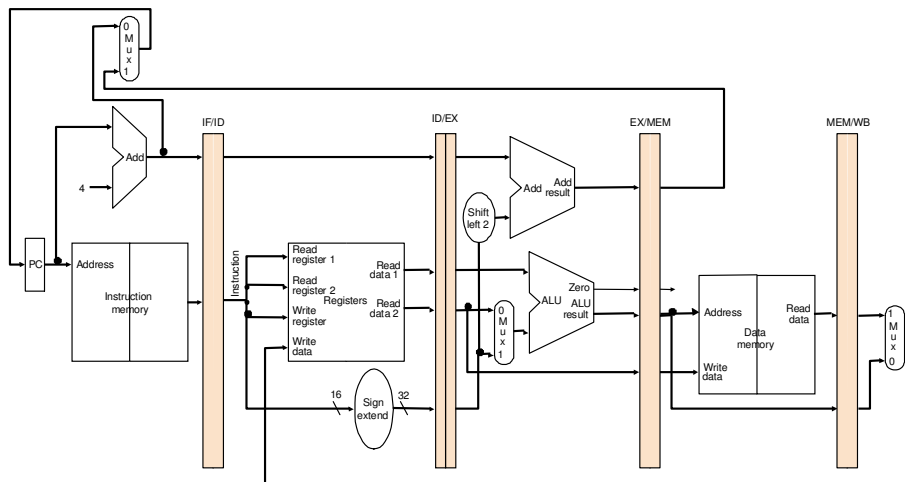 0
M
u
x
1
IF/ID
ID/EX
EX/MEM
MEM/WB
Add
4
Add
Add
result
Shift
left 2
PC
Address
Instruction
memory
Instruction
Read
register 1
Read
register 2
Write
register
Write
data
Registers
Read
data 1
Read
data 2
0
M
u
x
1
Zero
ALU
ALU
result
Address
Write
data
Data
memory
Read
data
1
M
u
x
0
16
Sign
extend
32